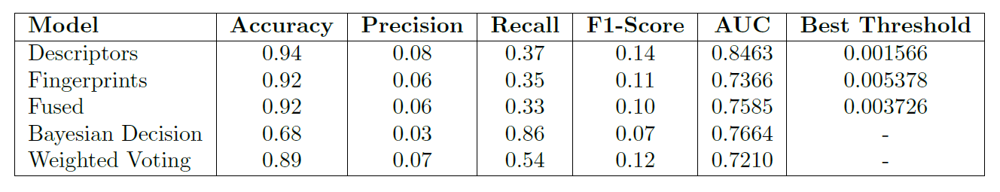 Model Accuracy Precision Recall F1-Score AUC Best Threshold
Descriptors 0.94 0.08 0.37 0.14 0.8463 0.001566
Fingerprints 0.92 0.06 0.35 0.11 0.7366 0.005378
Fused 0.92 0.06 0.33 0.10 0.7585 0.003726
Bayesian Decision 0.68 0.03 0.86 0.07 0.7664 -
Weighted Voting 0.89 0.07 0.54 0.12 0.7210 -